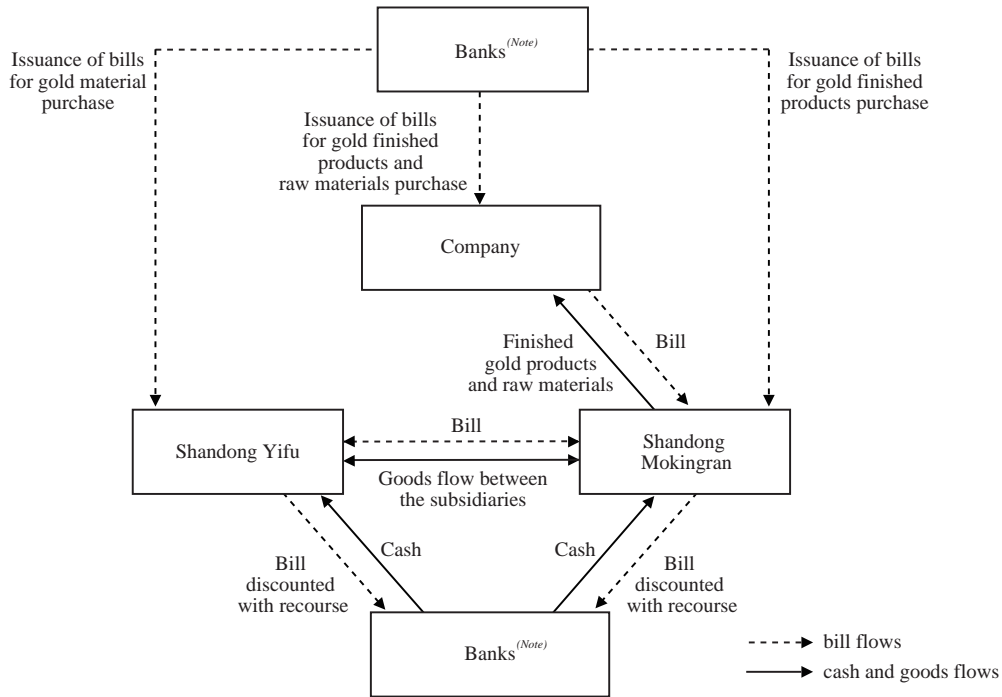 Banks(Note)
Issuance of bills
for gold material
purchase
Issuance of bills
for gold finished
products purchase
Issuance of bills
for gold finished
products and
raw materials purchase
Company
Finished
gold products
and raw materials
Bill
Shandong Yifu
Bill
Goods flow between
the subsidiaries
Shandong
Mokingran
Cash
Cash
Bill
discounted
with recourse
Bill
discounted
with recourse
Banks(Note)
bill flows
cash and goods flows